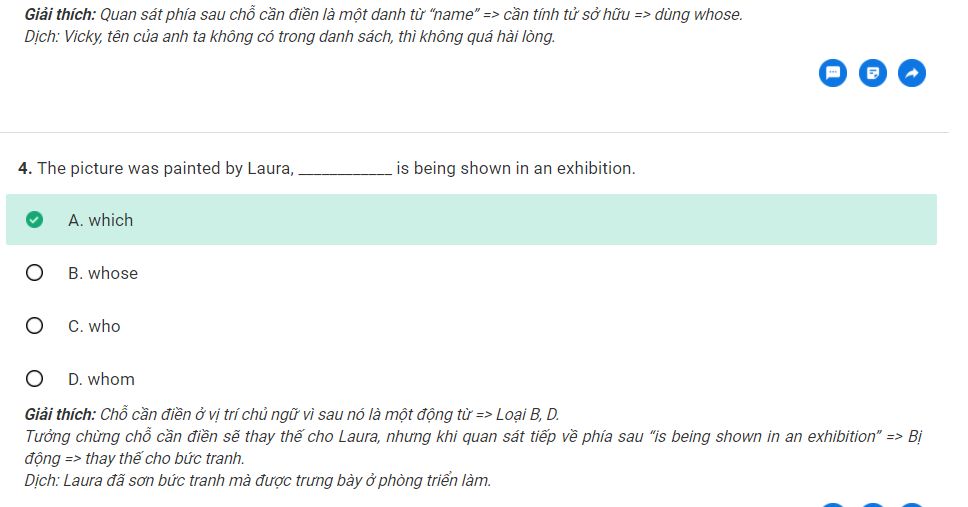 Giải thích: Quan sát phía sau chỗ cần điền là một danh từ “name” => cần tính từ sở hữu => dùng whose.
Dịch: Vicky, tên của anh ta không có trong danh sách, thì không quá hài lòng.
4. The picture was painted by Laura, ____________ is being shown in an exhibition.
A. which
B. whose
C. who
D. whom
Giải thích: Chỗ cần điền ở vị trí chủ ngữ vì sau nó là một động từ => Loại B, D.
Tưởng chừng chỗ cần điền sẽ thay thế cho Laura, nhưng khi quan sát tiếp về phía sau “is being shown in an exhibition” => Bị
động => thay thế cho bức tranh.
Dịch: Laura đã sơn bức tranh mà được trưng bày ở phòng triển lãm.